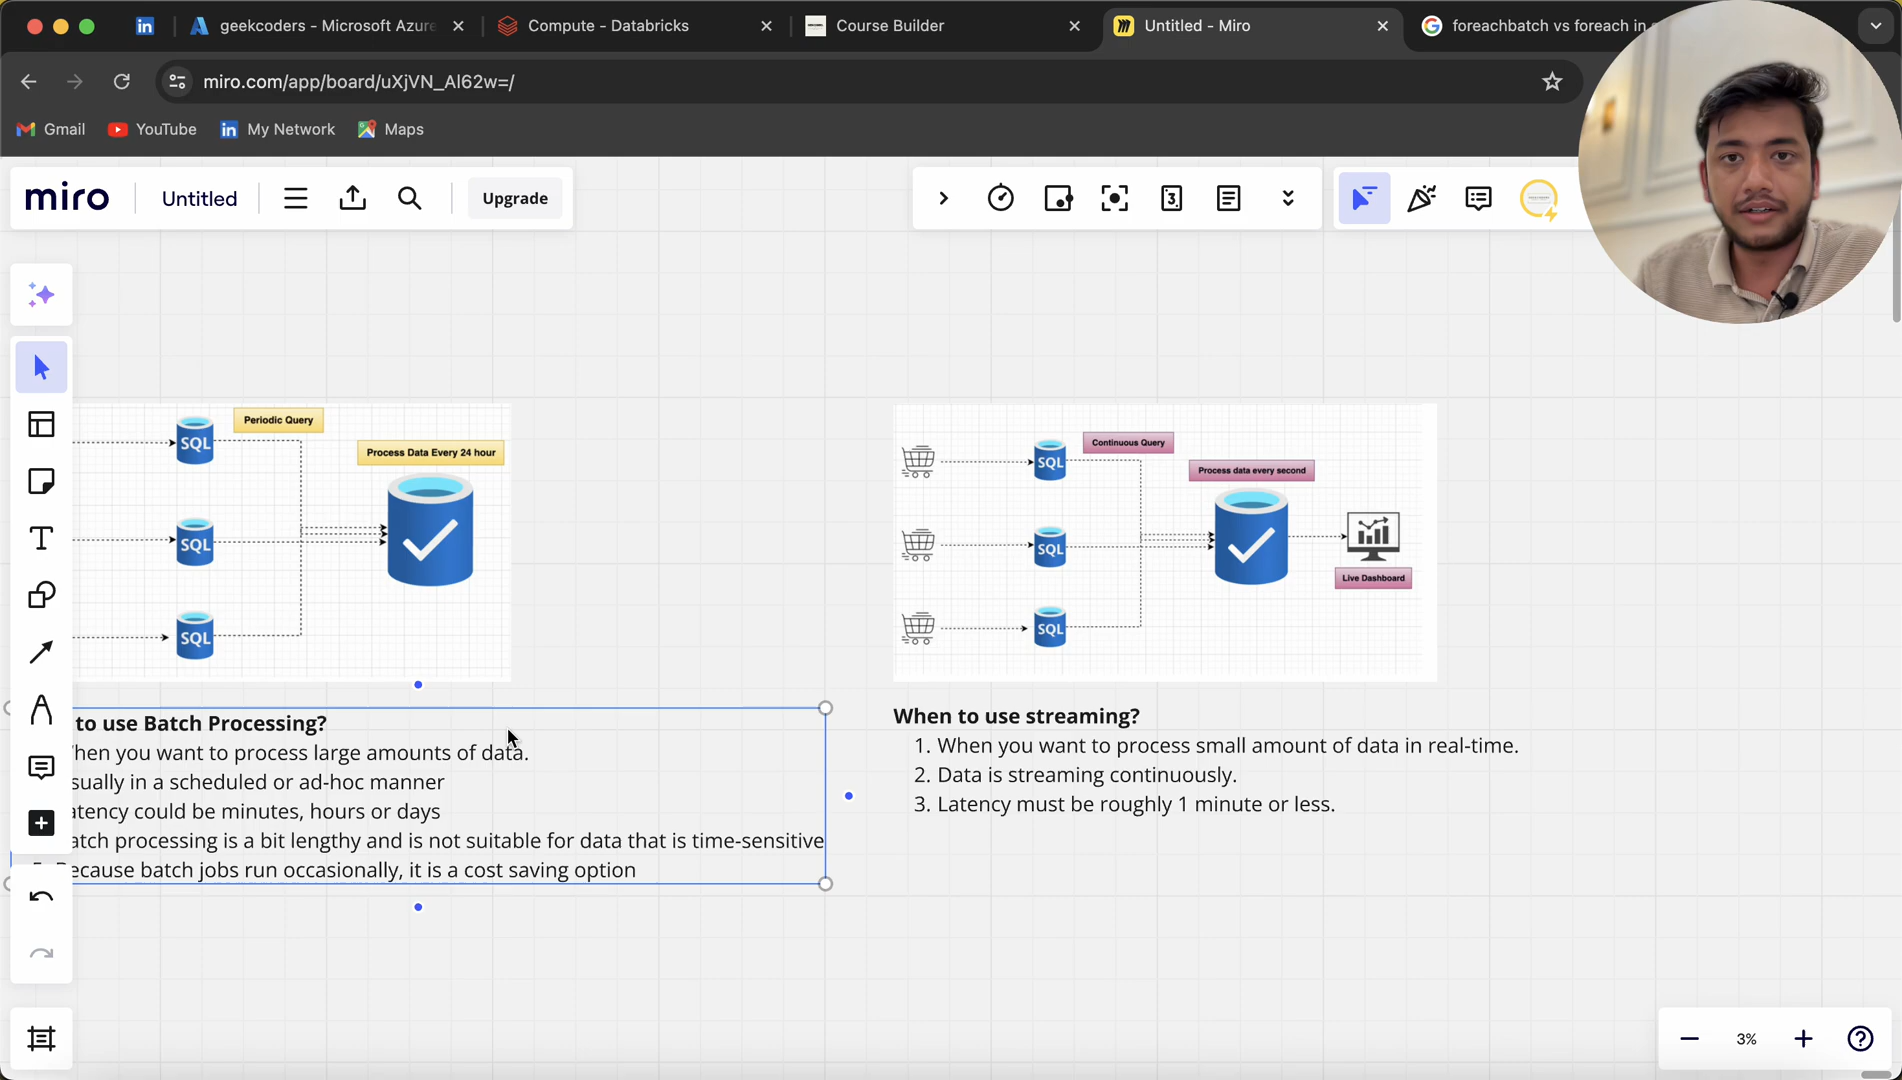 geekcoders - Microsoft Azure
Compute - Databricks
Course Builder
Untitled - Miro
foreachbatch vs foreach in
miro.com/app/board/uXjVN_Al62w=/
Gmail
YouTube
My Network
Maps
miro
Untitled
Upgrade
Periodic Query
Process Data Every 24 hour
SQL
SQL
SQL
Continuous Query
Process data every second
SQL
SQL
SQL
Live Dashboard
to use Batch Processing?
hen you want to process large amounts of data.
sually in a scheduled or ad-hoc manner
atency could be minutes, hours or days
atch processing is a bit lengthy and is not suitable for data that is time-sensitive
ecause batch jobs run occasionally, it is a cost saving option
When to use streaming?
1. When you want to process small amount of data in real-time.
2. Data is streaming continuously.
3. Latency must be roughly 1 minute or less.
3%